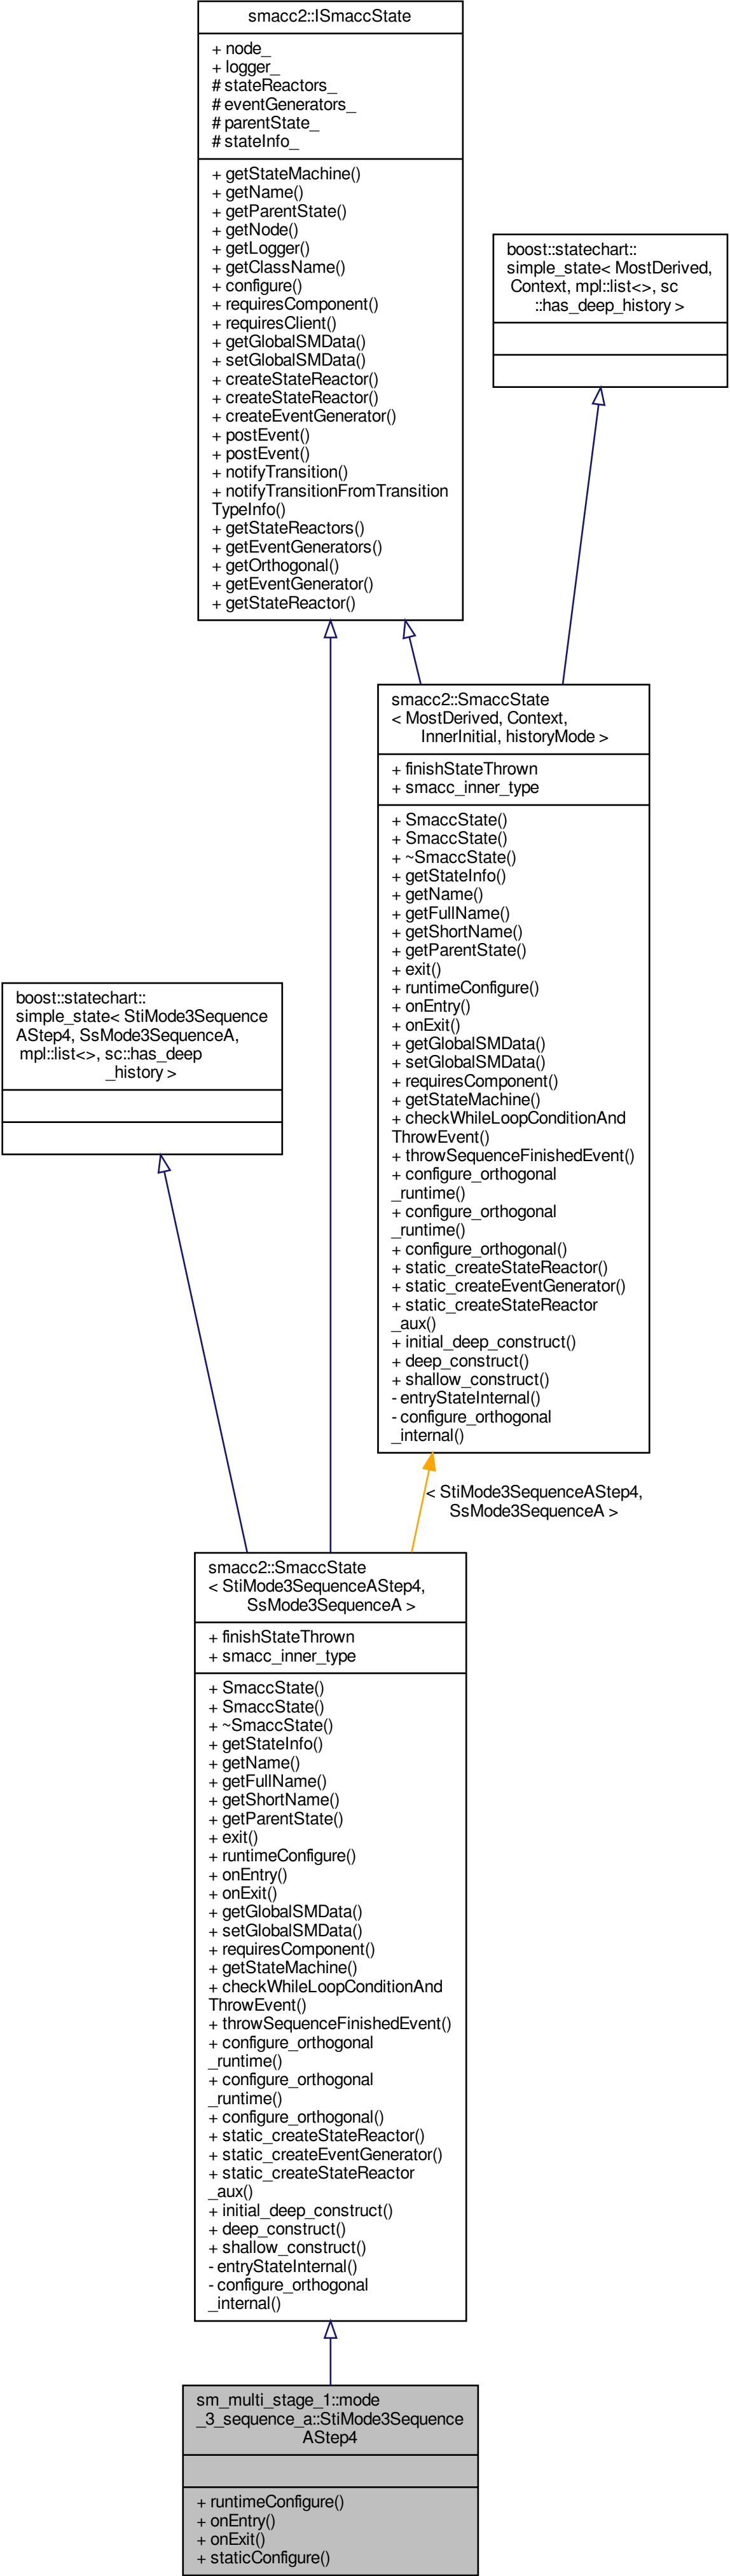 smacc2::ISmaccState
+ node_
+ logger_
# stateReactors_
# eventGenerators_
# parentState_
# stateInfo_
+ getStateMachine()
+ getName()
+ getParentState()
+ getNode()
+ getLogger()
+ getClassName()
+ configure()
+ requiresComponent()
+ requiresClient()
+ getGlobalSMData()
+ setGlobalSMData()
+ createStateReactor()
+ createStateReactor()
+ createEventGenerator()
+ postEvent()
+ postEvent()
+ notifyTransition()
+ notifyTransitionFromTransition
TypeInfo()
+ getStateReactors()
+ getEventGenerators()
+ getOrthogonal()
+ getEventGenerator()
+ getStateReactor()
boost::statechart::
simple_state< MostDerived,
Context, mpl::list<>, sc
::has_deep_history >
smacc2::SmaccState
< MostDerived, Context,
InnerInitial, historyMode >
+ finishStateThrown
+ smacc_inner_type
+ SmaccState()
+ SmaccState()
+ ~SmaccState()
+ getStateInfo()
+ getName()
+ getFullName()
+ getShortName()
+ getParentState()
+ exit()
+ runtimeConfigure()
+ onEntry()
+ onExit()
+ getGlobalSMData()
+ setGlobalSMData()
+ requiresComponent()
+ getStateMachine()
+ checkWhileLoopConditionAnd
ThrowEvent()
+ throwSequenceFinishedEvent()
+ configure_orthogonal
_runtime()
+ configure_orthogonal
_runtime()
+ configure_orthogonal()
+ static_createStateReactor()
+ static_createEventGenerator()
+ static_createStateReactor
_aux()
+ initial_deep_construct()
+ deep_construct()
+ shallow_construct()
- entryStateInternal()
- configure_orthogonal
_internal()
boost::statechart::
simple_state< StiMode3Sequence
AStep4, SsMode3SequenceA,
mpl::list<>, sc::has_deep
_history >
< StiMode3SequenceAStep4,
SsMode3SequenceA >
smacc2::SmaccState
< StiMode3SequenceAStep4,
SsMode3SequenceA >
+ finishStateThrown
+ smacc_inner_type
+ SmaccState()
+ SmaccState()
+ ~SmaccState()
+ getStateInfo()
+ getName()
+ getFullName()
+ getShortName()
+ getParentState()
+ exit()
+ runtimeConfigure()
+ onEntry()
+ onExit()
+ getGlobalSMData()
+ setGlobalSMData()
+ requiresComponent()
+ getStateMachine()
+ checkWhileLoopConditionAnd
ThrowEvent()
+ throwSequenceFinishedEvent()
+ configure_orthogonal
_runtime()
+ configure_orthogonal
_runtime()
+ configure_orthogonal()
+ static_createStateReactor()
+ static_createEventGenerator()
+ static_createStateReactor
_aux()
+ initial_deep_construct()
+ deep_construct()
+ shallow_construct()
- entryStateInternal()
- configure_orthogonal
_internal()
sm_multi_stage_1::mode
_3_sequence_a::StiMode3Sequence
AStep4
+ runtimeConfigure()
+ onEntry()
+ onExit()
+ staticConfigure()